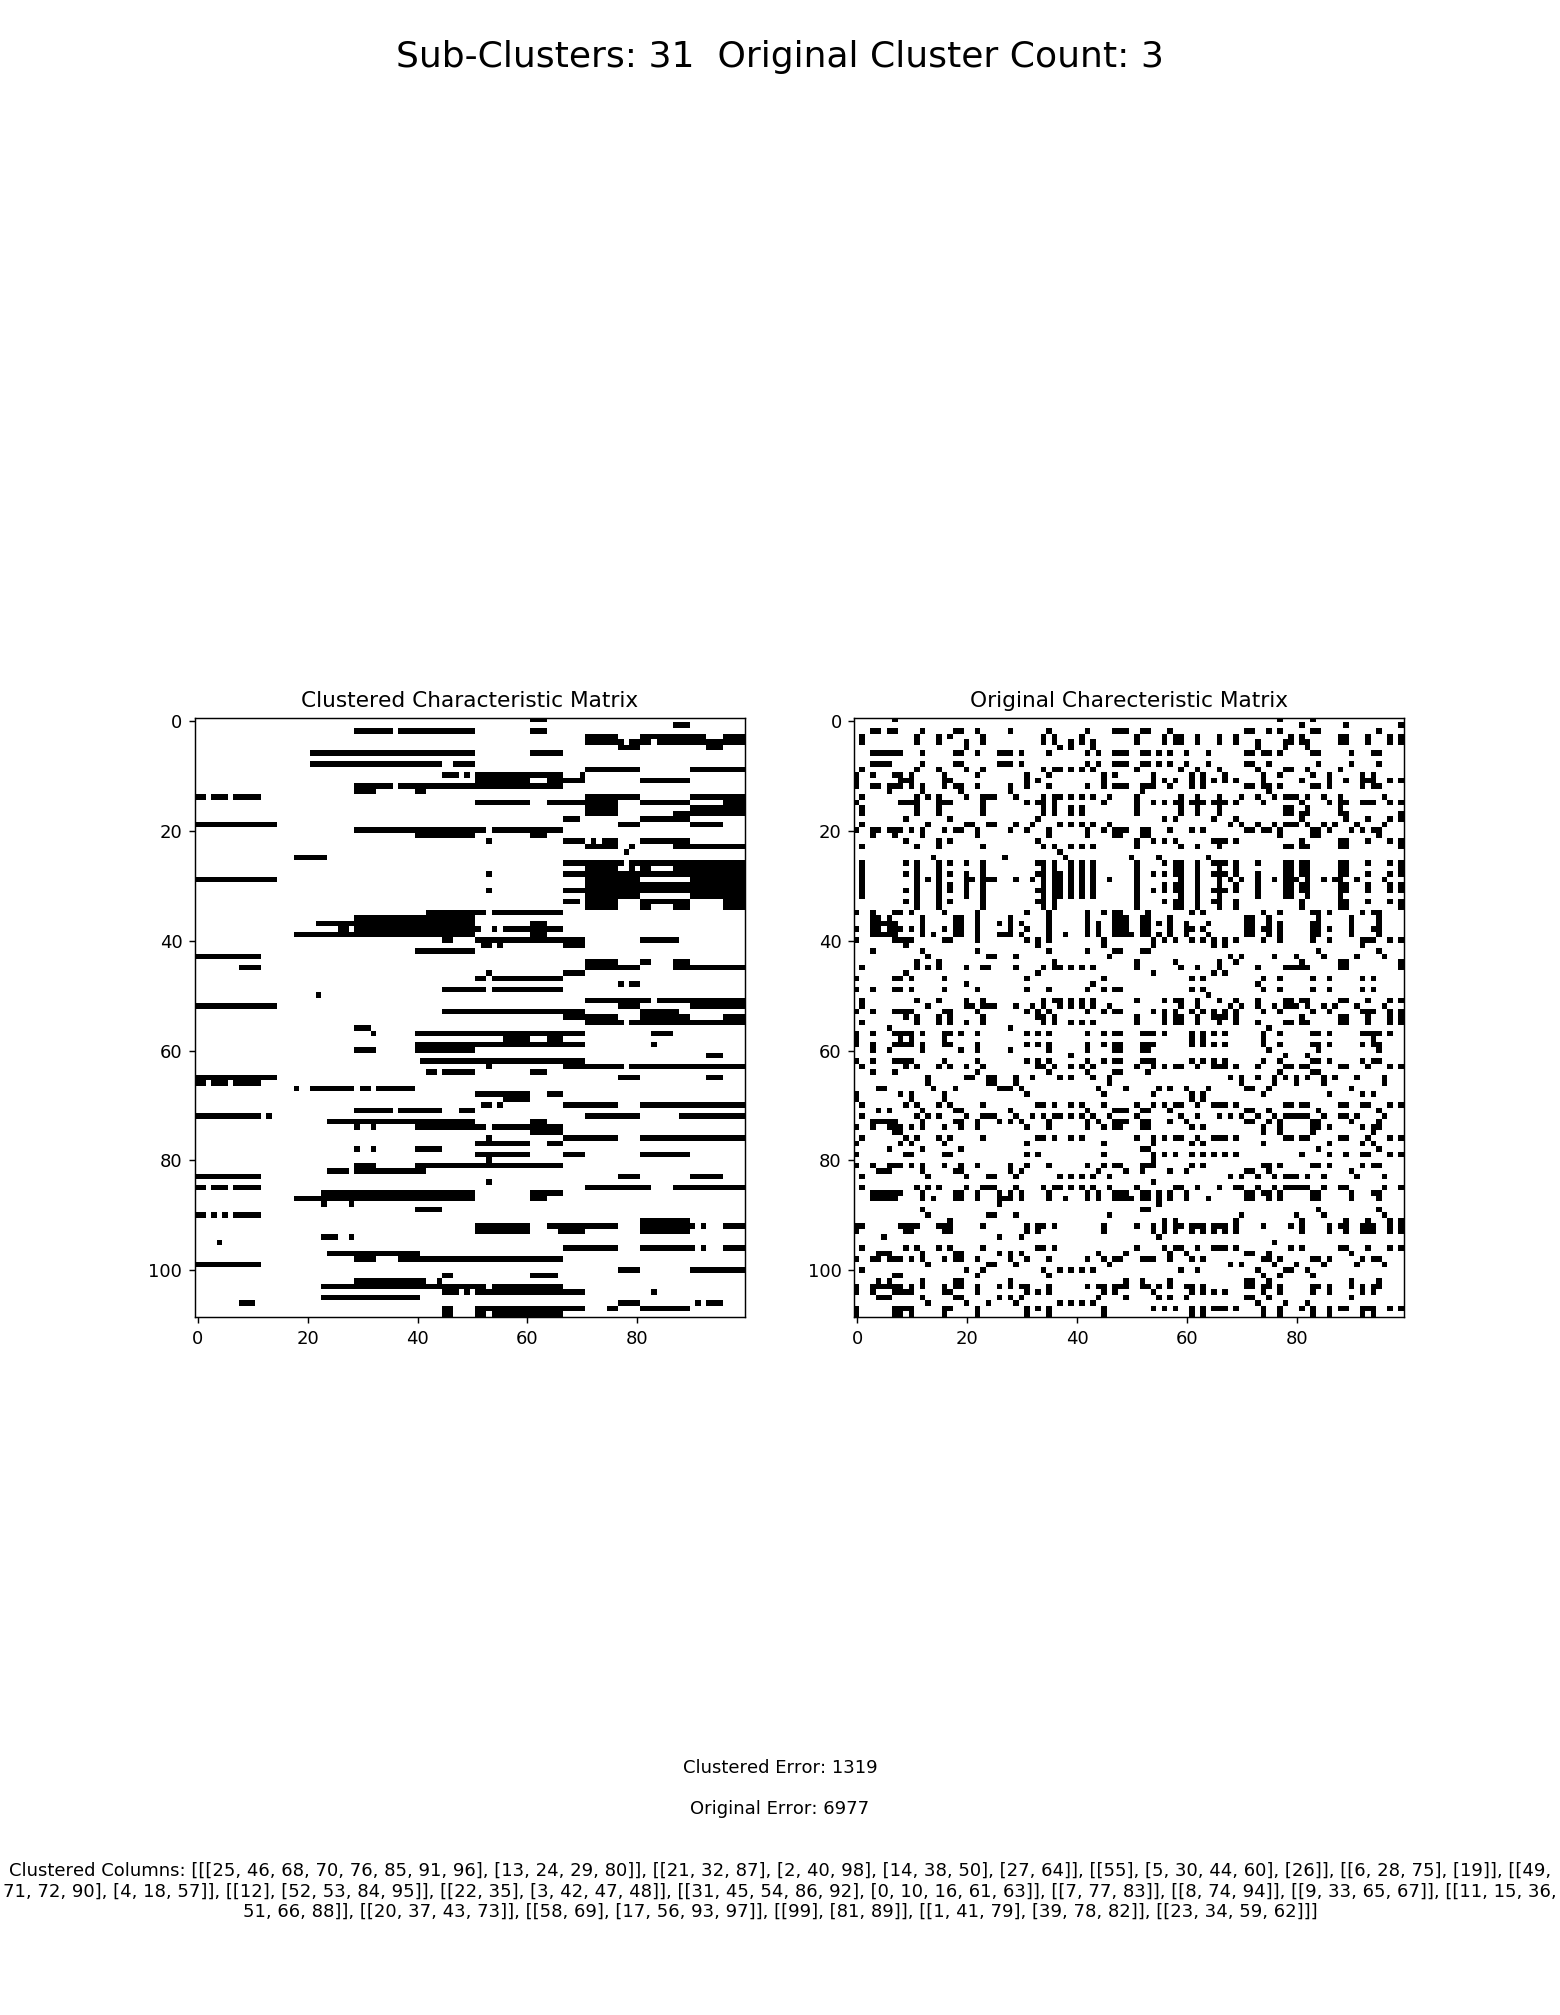 Sub-Clusters: 31  Original Cluster Count: 3
Clustered Characteristic Matrix
0
20
40
60
80
100
0 20 40 60 80
Original Charecteristic Matrix
0
20
40
60
80
100
0 20 40 60 80
Clustered Error: 1319
Original Error: 6977
Clustered Columns: [[[25, 46, 68, 70, 76, 85, 91, 96], [13, 24, 29, 80]], [[21, 32, 87], [2, 40, 98], [14, 38, 50], [27, 64]], [[55], [5, 30, 44, 60], [26]], [[6, 28, 75], [19]], [[49,
71, 72, 90], [4, 18, 57]], [[12], [52, 53, 84, 95]], [[22, 35], [3, 42, 47, 48]], [[31, 45, 54, 86, 92], [0, 10, 16, 61, 63]], [[7, 77, 83]], [[8, 74, 94]], [[9, 33, 65, 67]], [[11, 15, 36,
51, 66, 88]], [[20, 37, 43, 73]], [[58, 69], [17, 56, 93, 97]], [[99], [81, 89]], [[1, 41, 79], [39, 78, 82]], [[23, 34, 59, 62]]]